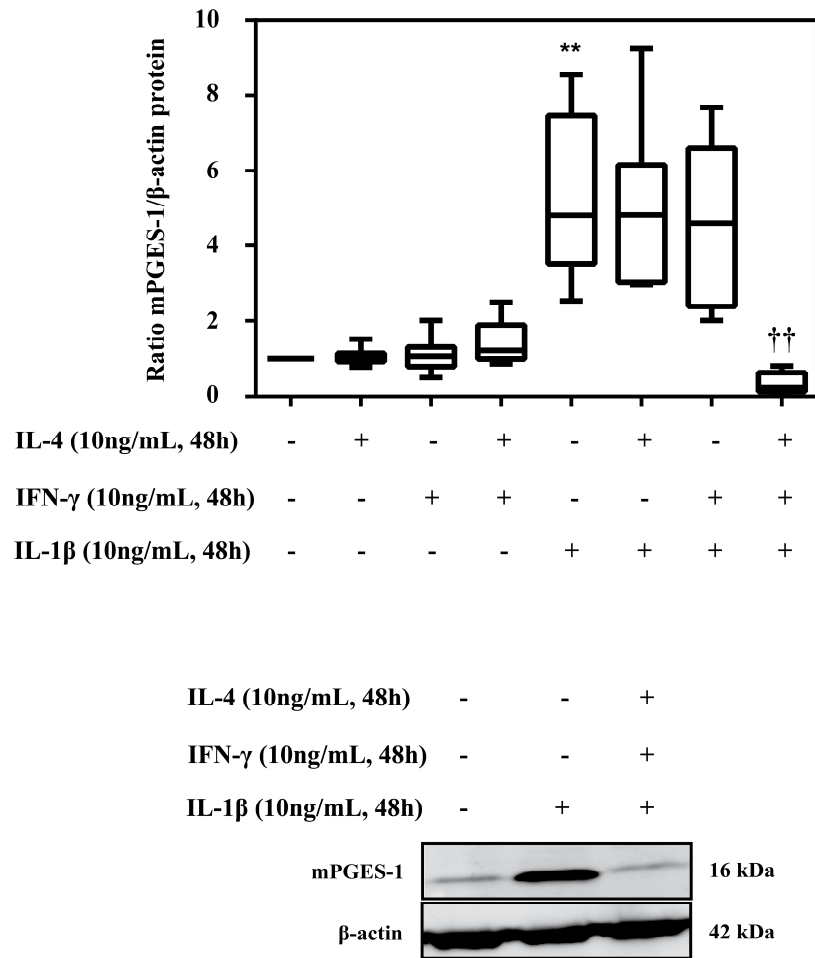 10
**
8
6
4
2
††
0
Ratio mPGES-1/β-actin protein
IL-4 (10ng/mL, 48h) - + - + - + - +
IFN-γ (10ng/mL, 48h) - - + + - - + +
IL-1β (10ng/mL, 48h) - - - - + + + +
IL-4 (10ng/mL, 48h) - - +
IFN-γ (10ng/mL, 48h) - - +
IL-1β (10ng/mL, 48h) - + +
mPGES-1 16 kDa
β-actin 42 kDa